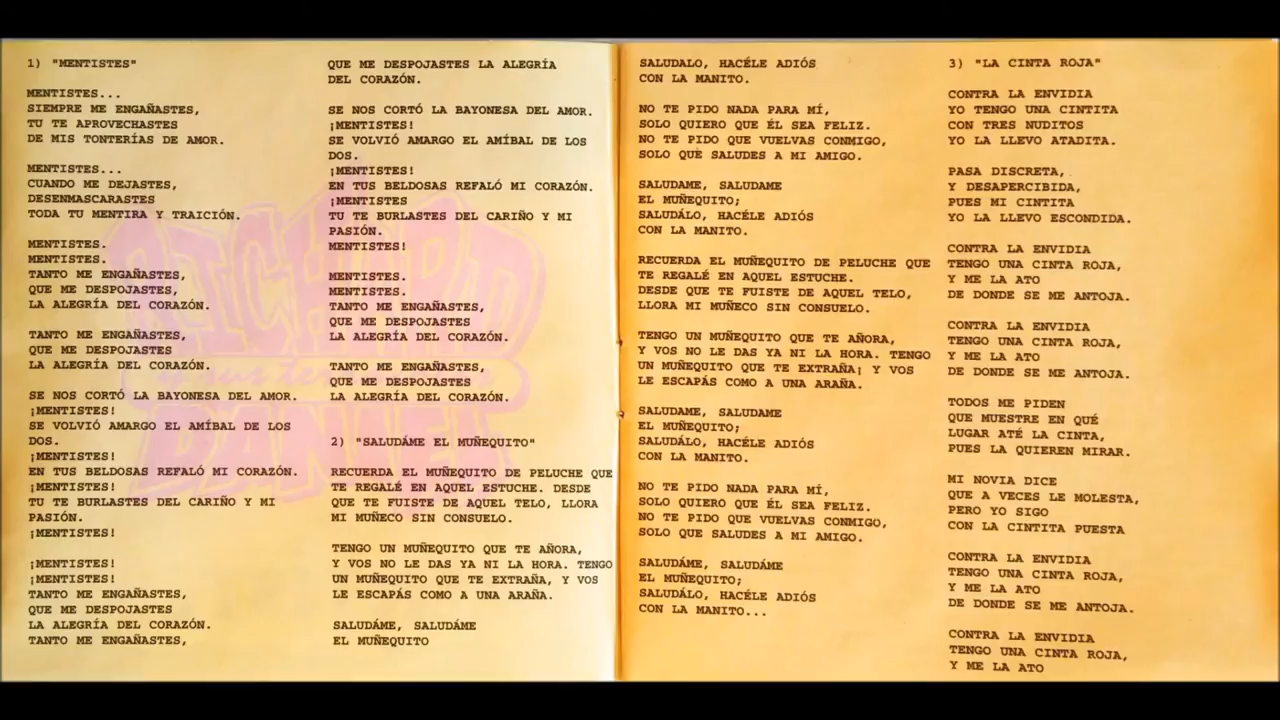 1) "MENTISTES"
MENTISTES...
SIEMPRE ME ENGAÑASTES,
TU TE APROVECHASTES
DE MIS TONTERÍAS DE AMOR.
MENTISTES...
CUANDO ME DEJASTES,
DESENMASCARASTES
TODA TU MENTIRA Y TRAICIÓN.
MENTISTES.
MENTISTES.
TANTO ME ENGAÑASTES,
QUE ME DESPOJASTES,
LA ALEGRÍA DEL CORAZÓN.
TANTO ME ENGAÑASTES,
QUE ME DESPOJASTES
LA ALEGRÍA DEL CORAZÓN.
SE NOS CORTÓ LA BAYONESA DEL AMOR.
¡MENTISTES!
SE VOLVIÓ AMARGO EL AMÍBAL DE LOS
DOS.
¡MENTISTES!
EN TUS BELDOSAS REFALÓ MI CORAZÓN.
¡MENTISTES!
TU TE BURLASTES DEL CARIÑO Y MI
PASIÓN.
¡MENTISTES!
¡MENTISTES!
¡MENTISTES!
TANTO ME ENGAÑASTES,
QUE ME DESPOJASTES
LA ALEGRÍA DEL CORAZÓN.
TANTO ME ENGAÑASTES,
QUE ME DESPOJASTES LA ALEGRÍA
DEL CORAZÓN.
SE NOS CORTÓ LA BAYONESA DEL AMOR.
¡MENTISTES!
SE VOLVIÓ AMARGO EL AMÍBAL DE LOS
DOS.
¡MENTISTES!
EN TUS BELDOSAS REFALÓ MI CORAZÓN.
¡MENTISTES
TU TE BURLASTES DEL CARIÑO Y MI
PASIÓN.
MENTISTES!
MENTISTES.
MENTISTES.
TANTO ME ENGAÑASTES,
QUE ME DESPOJASTES
LA ALEGRÍA DEL CORAZÓN.
TANTO ME ENGAÑASTES,
QUE ME DESPOJASTES
LA ALEGRÍA DEL CORAZÓN.
2) "SALUDÁME EL MUÑEQUITO"
RECUERDA EL MUÑEQUITO DE PELUCHE QUE
TE REGALÉ EN AQUEL ESTUCHE. DESDE
QUE TE FUISTE DE AQUEL TELO, LLORA
MI MUÑECO SIN CONSUELO.
TENGO UN MUÑEQUITO QUE TE AÑORA,
Y VOS NO LE DAS YA NI LA HORA. TENGO
UN MUÑEQUITO QUE TE EXTRAÑA, Y VOS
LE ESCAPÁS COMO A UNA ARAÑA.
SALUDÁME, SALUDÁME
EL MUÑEQUITO
SALUDALO, HACÉLE ADIÓS
CON LA MANITO.
NO TE PIDO NADA PARA MÍ,
SOLO QUIERO QUE ÉL SEA FELIZ.
NO TE PIDO QUE VUELVAS CONMIGO,
SOLO QUE SALUDES A MI AMIGO.
SALUDAME, SALUDAME
EL MUÑEQUITO;
SALUDÁLO, HACÉLE ADIÓS
CON LA MANITO.
RECUERDA EL MUÑEQUITO DE PELUCHE QUE
TE REGALÉ EN AQUEL ESTUCHE.
DESDE QUE TE FUISTE DE AQUEL TELO,
LLORA MI MUÑECO SIN CONSUELO.
TENGO UN MUÑEQUITO QUE TE AÑORA,
Y VOS NO LE DAS YA NI LA HORA. TENGO
UN MUÑEQUITO QUE TE EXTRAÑA; Y VOS
LE ESCAPÁS COMO A UNA ARAÑA.
SALUDAME, SALUDAME
EL MUÑEQUITO;
SALUDÁLO, HACÉLE ADIÓS
CON LA MANITO.
NO TE PIDO NADA PARA MÍ,
SOLO QUIERO QUE ÉL SEA FELIZ.
NO TE PIDO QUE VUELVAS CONMIGO,
SOLO QUE SALUDES A MI AMIGO.
SALUDÁME, SALUDÁME
EL MUÑEQUITO;
SALUDÁLO, HACÉLE ADIÓS
CON LA MANITO...
3) "LA CINTA ROJA"
CONTRA LA ENVIDIA
YO TENGO UNA CINTITA
CON TRES NUDITOS
YO LA LLEVO ATADITA.
PASA DISCRETA,
Y DESAPERCIBIDA,
PUES MI CINTITA
YO LA LLEVO ESCONDIDA.
CONTRA LA ENVIDIA
TENGO UNA CINTA ROJA,
Y ME LA ATO
DE DONDE SE ME ANTOJA.
CONTRA LA ENVIDIA
TENGO UNA CINTA ROJA,
Y ME LA ATO
DE DONDE SE ME ANTOJA.
TODOS ME PIDEN
QUE MUESTRE EN QUÉ
LUGAR ATÉ LA CINTA,
PUES LA QUIEREN MIRAR.
MI NOVIA DICE
QUE A VECES LE MOLESTA,
PERO YO SIGO
CON LA CINTITA PUESTA
CONTRA LA ENVIDIA
TENGO UNA CINTA ROJA,
Y ME LA ATO
DE DONDE SE ME ANTOJA.
CONTRA LA ENVIDIA
TENGO UNA CINTA ROJA,
Y ME LA ATO
RICHARD
y sus
DANIEL